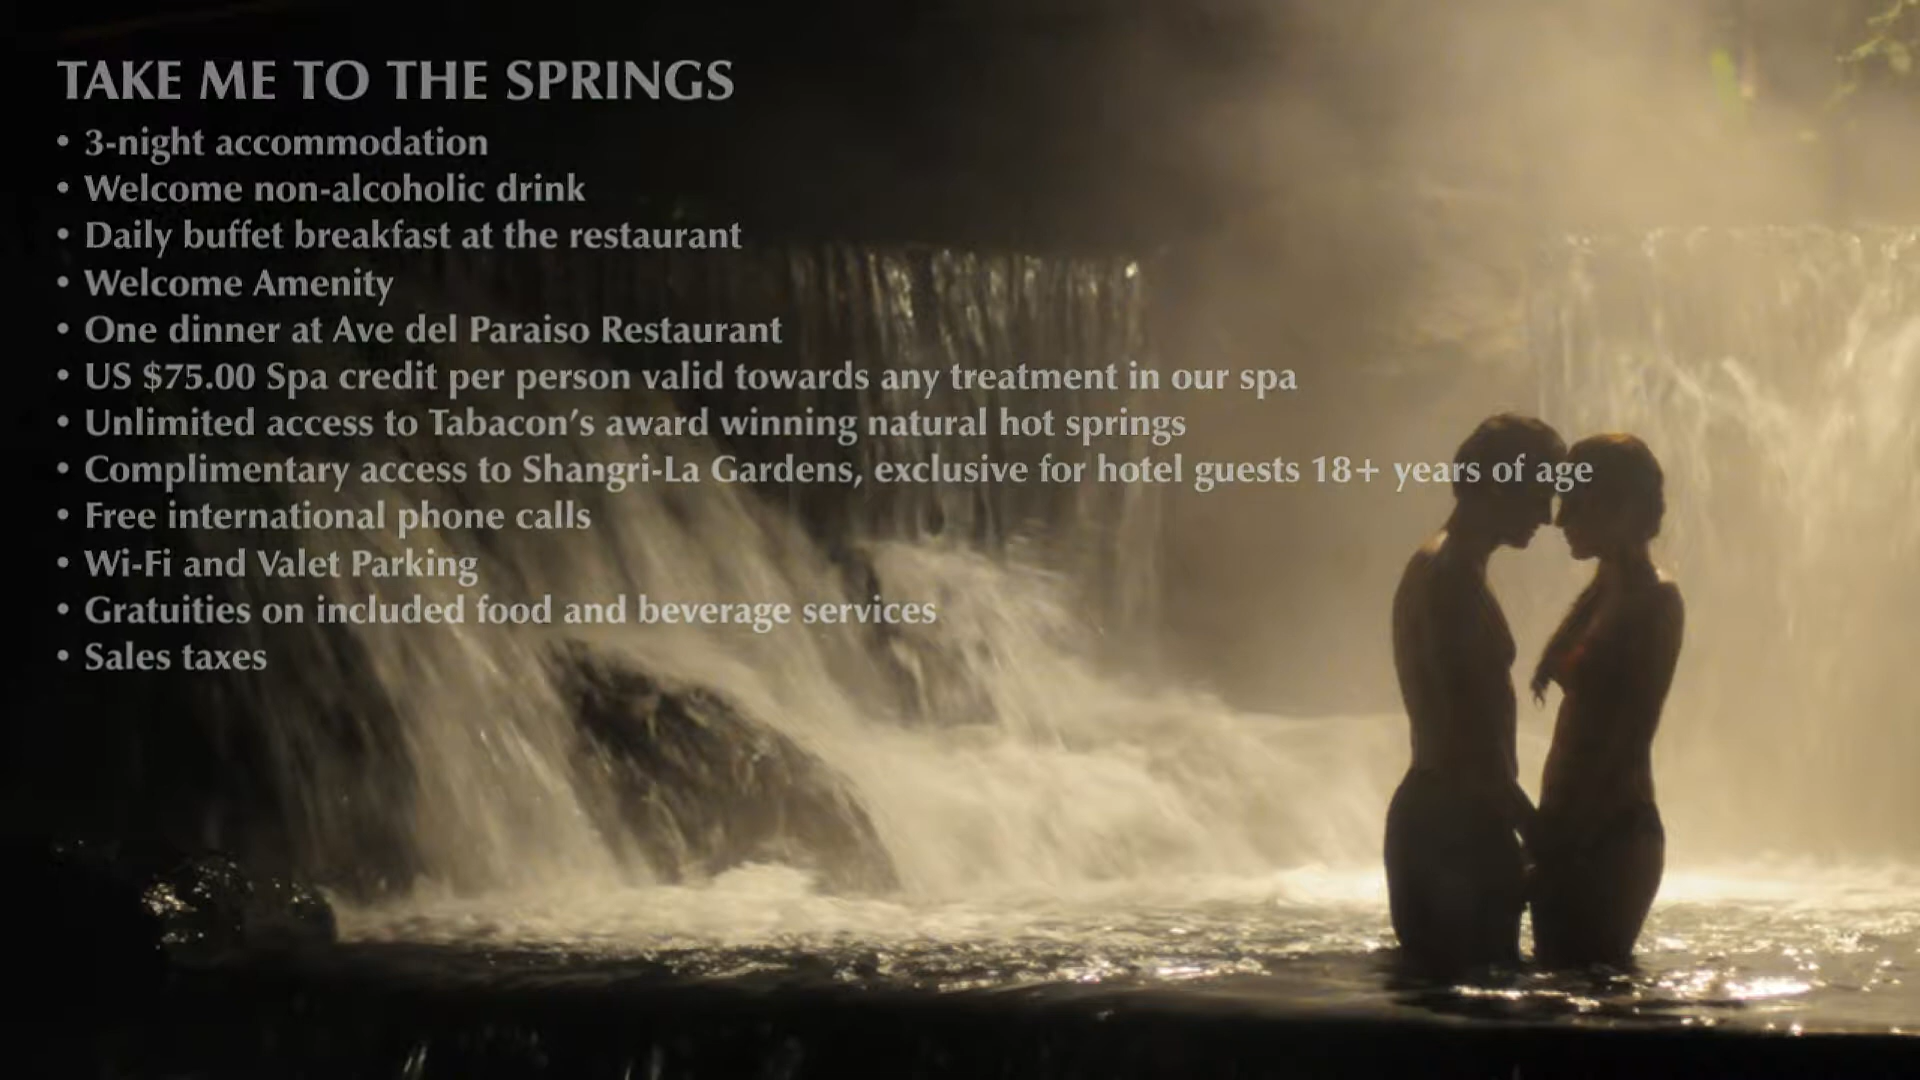 TAKE ME TO THE SPRINGS
• 3-night accommodation
• Welcome non-alcoholic drink
• Daily buffet breakfast at the restaurant
• Welcome Amenity
• One dinner at Ave del Paraiso Restaurant
• US $75.00 Spa credit per person valid towards any treatment in our spa
• Unlimited access to Tabacon’s award winning natural hot springs
• Complimentary access to Shangri-La Gardens, exclusive for hotel guests 18+ years of age
• Free international phone calls
• Wi-Fi and Valet Parking
• Gratuities on included food and beverage services
• Sales taxes